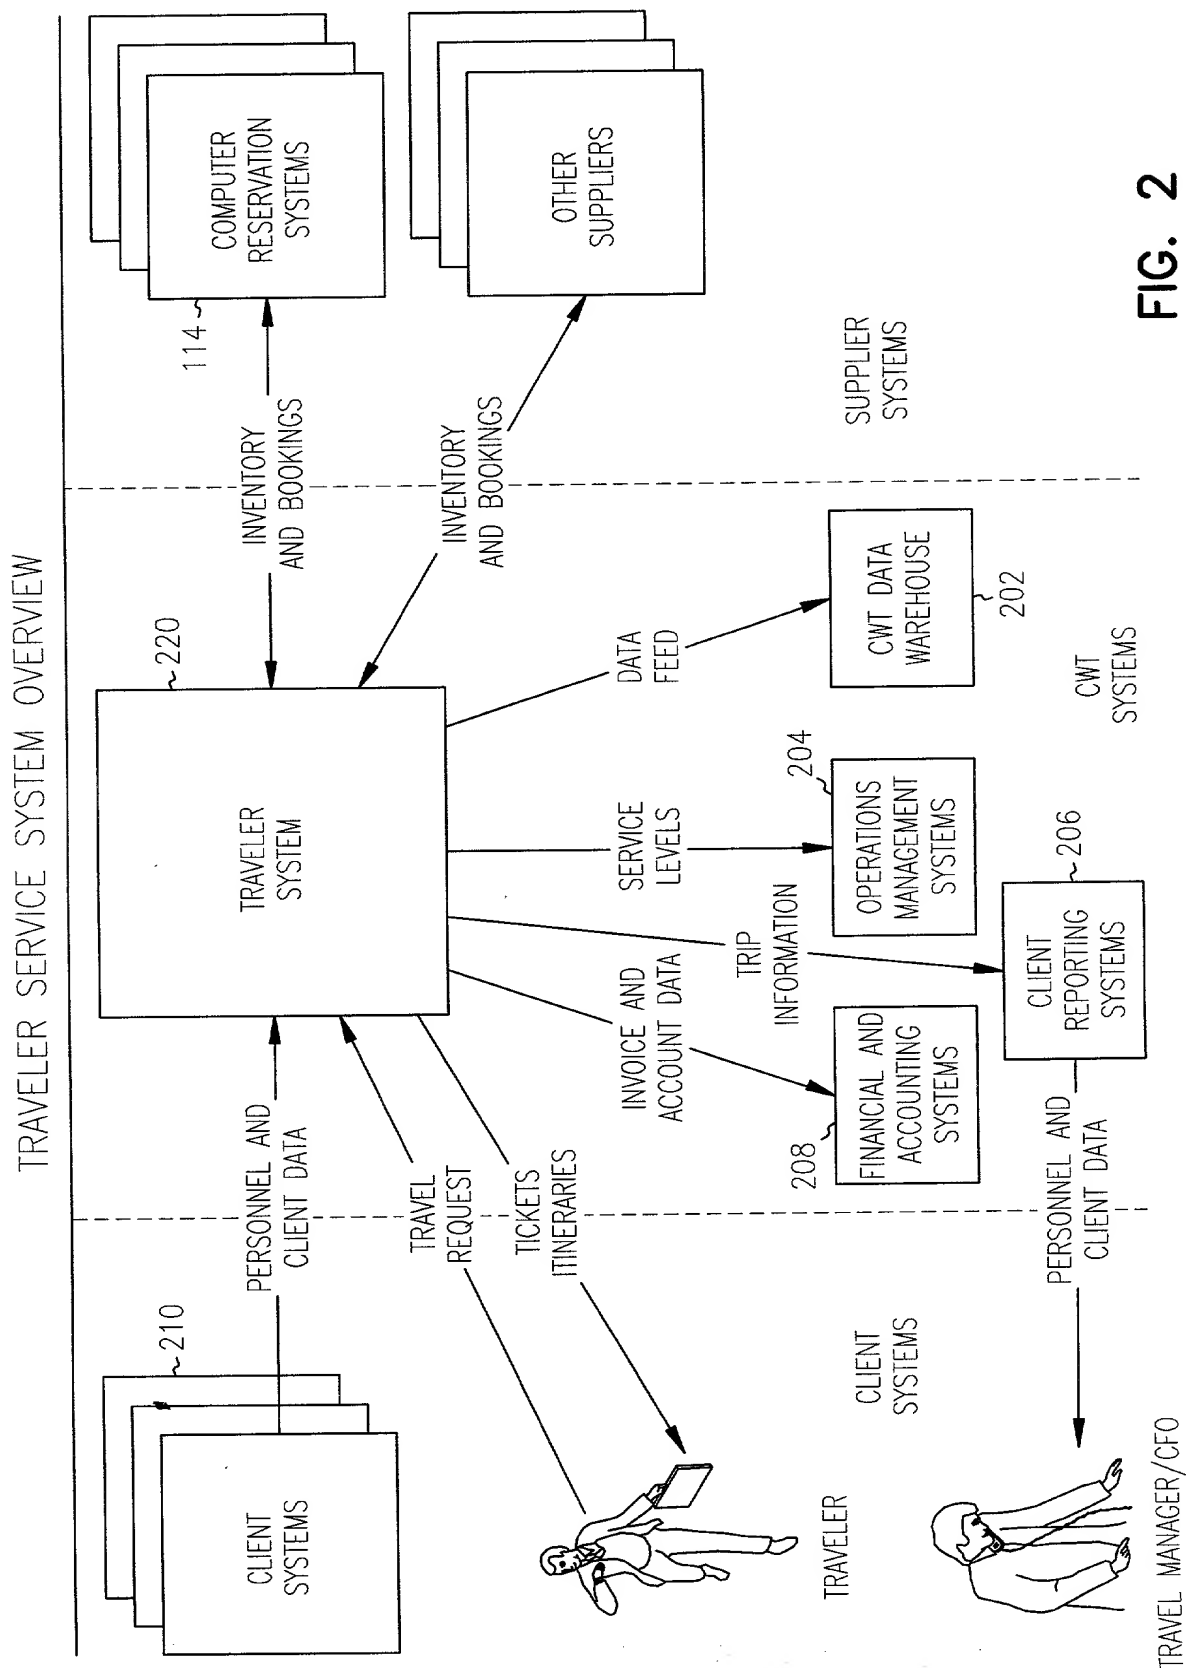 TRAVELER SERVICE SYSTEM OVERVIEW
210
CLIENT
SYSTEMS
PERSONNEL AND
CLIENT DATA
220
TRAVELER
SYSTEM
INVENTORY
AND BOOKINGS
114
COMPUTER
RESERVATION
SYSTEMS
INVENTORY
AND BOOKINGS
OTHER
SUPPLIERS
TRAVEL
REQUEST
TICKETS
ITINERARIES
INVOICE AND
ACCOUNT DATA
TRIP
INFORMATION
SERVICE
LEVELS
DATA
FEED
TRAVELER
CLIENT
SYSTEMS
208
FINANCIAL AND
ACCOUNTING
SYSTEMS
204
OPERATIONS
MANAGEMENT
SYSTEMS
CWT DATA
WAREHOUSE
202
SUPPLIER
SYSTEMS
TRAVEL MANAGER/CFO
PERSONNEL AND
CLIENT DATA
206
CLIENT
REPORTING
SYSTEMS
CWT
SYSTEMS
FIG. 2